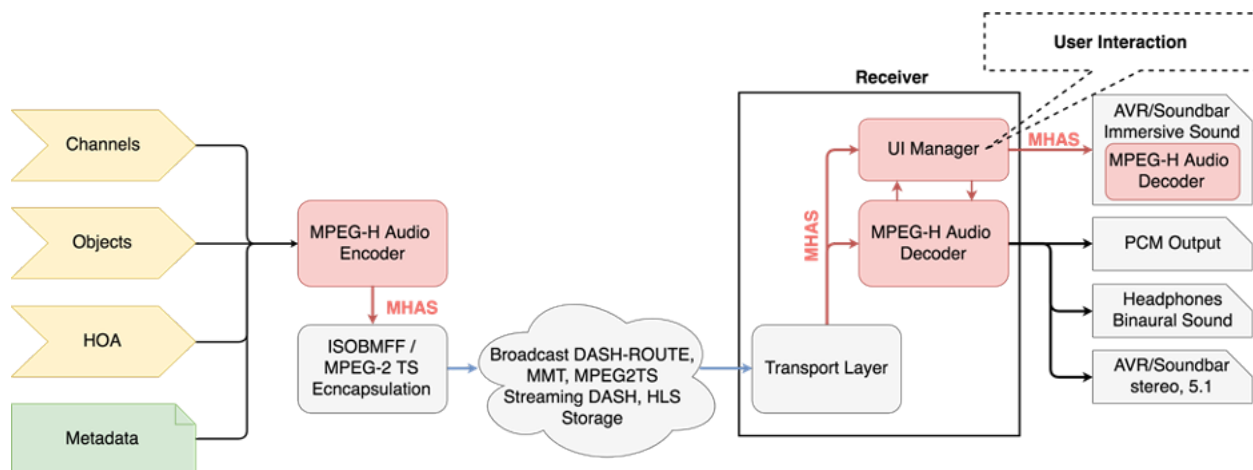 Channels
Objects
HOA
Metadata
MPEG-H Audio
Encoder
MHAS
ISOBMFF /
MPEG-2 TS
Ecncapsulation
Broadcast DASH-ROUTE,
MMT, MPEG2TS
Streaming DASH, HLS
Storage
Receiver
Transport Layer
MHAS
UI Manager
MPEG-H Audio
Decoder
User Interaction
MHAS
AVR/Soundbar
Immersive Sound
MPEG-H Audio
Decoder
PCM Output
Headphones
Binaural Sound
AVR/Soundbar
stereo, 5.1